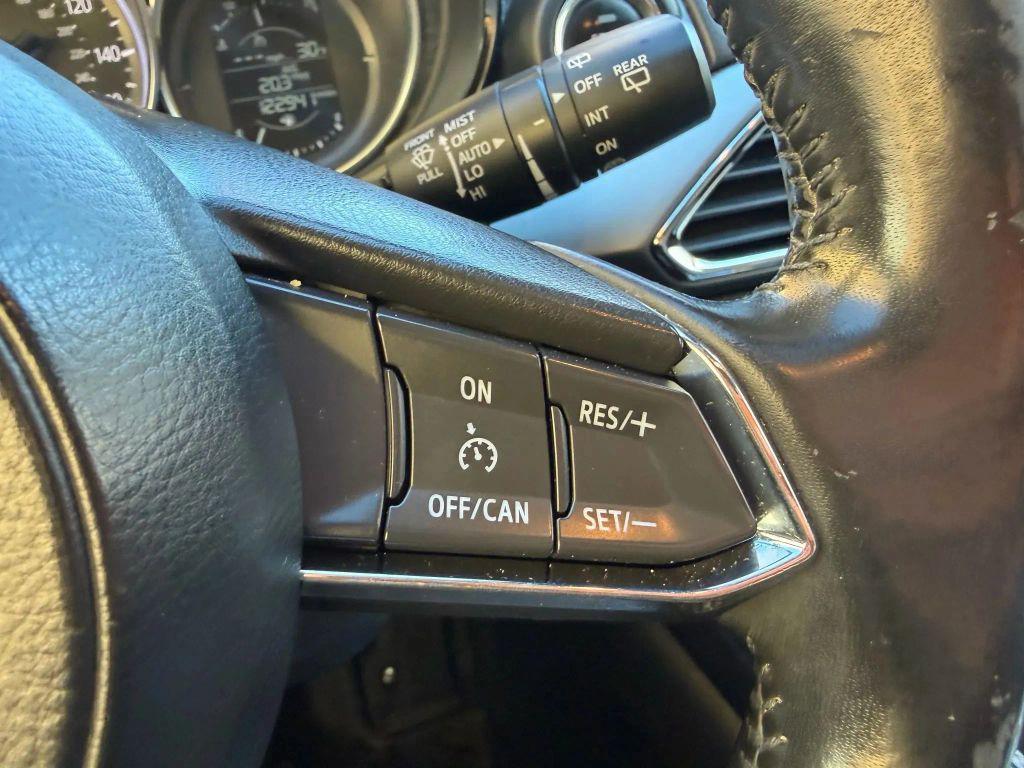 120
140
30
203
122941
FRONT
MIST
OFF
AUTO
LO
HI
PULL
OFF
REAR
INT
ON
ON
OFF/CAN
RES/+
SET/—